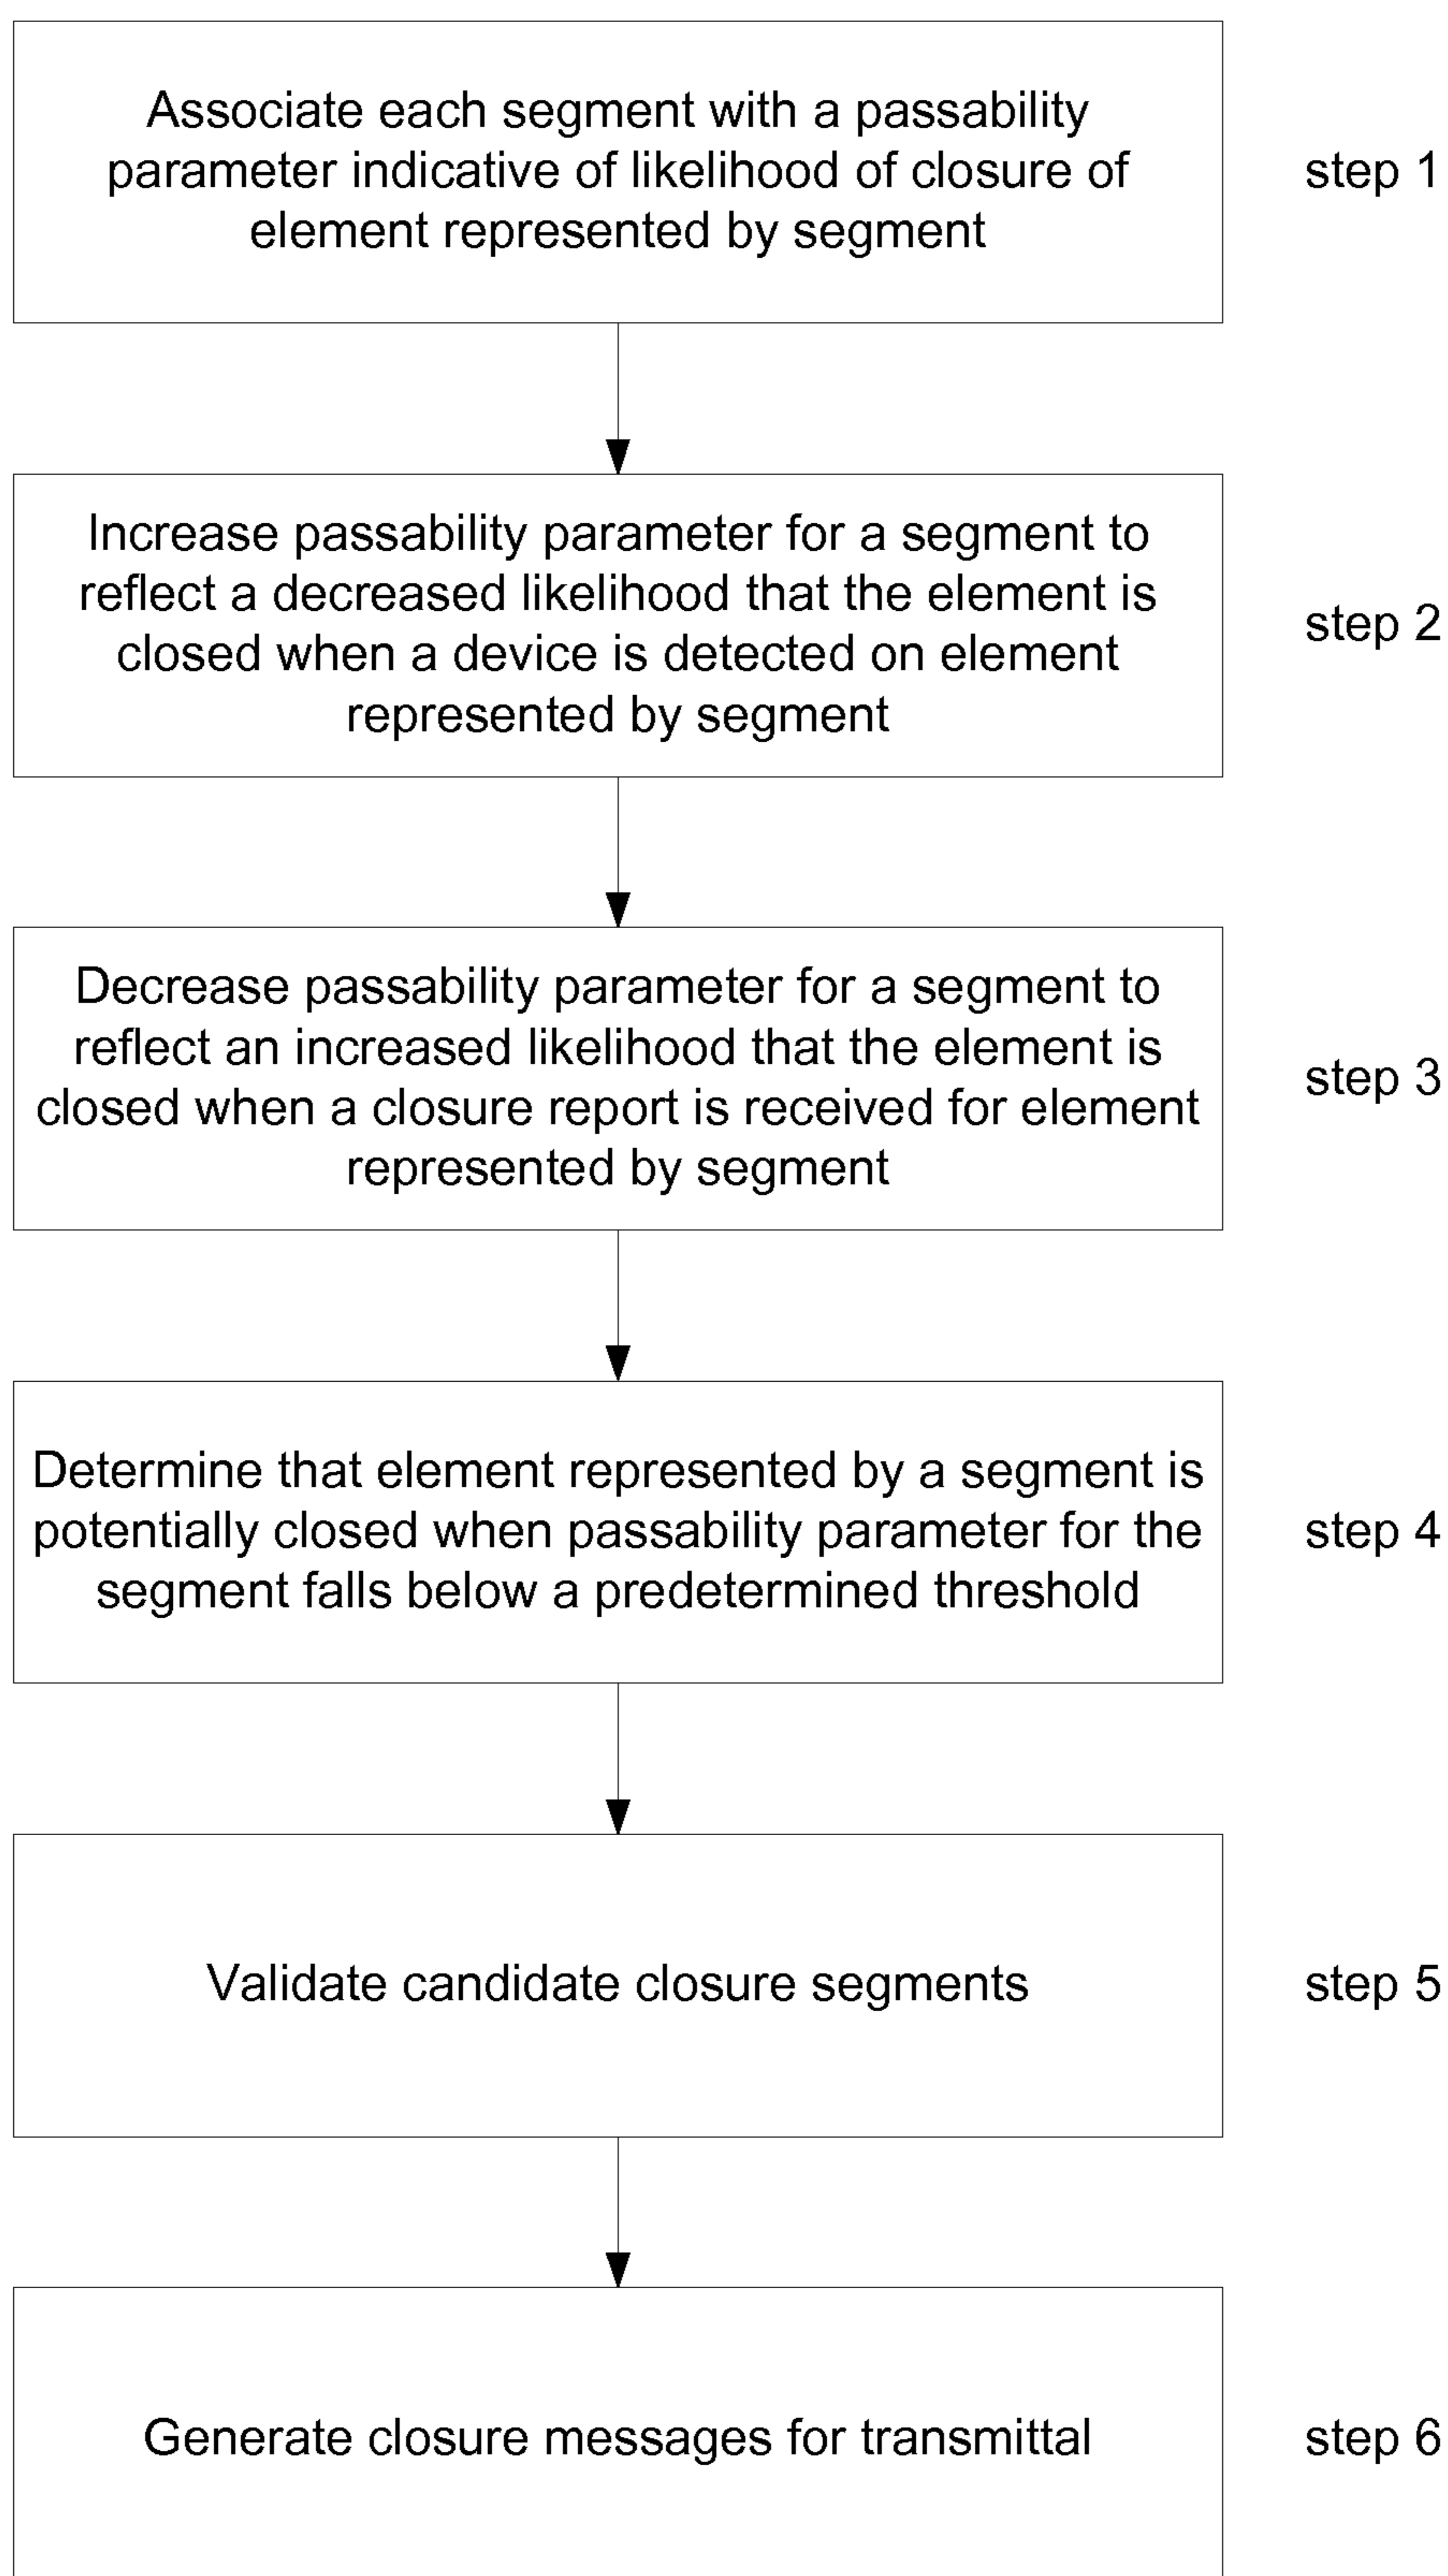 Associate each segment with a passability
parameter indicative of likelihood of closure of
element represented by segment
step 1
Increase passability parameter for a segment to
reflect a decreased likelihood that the element is
closed when a device is detected on element
represented by segment
step 2
Decrease passability parameter for a segment to
reflect an increased likelihood that the element is
closed when a closure report is received for element
represented by segment
step 3
Determine that element represented by a segment is
potentially closed when passability parameter for the
segment falls below a predetermined threshold
step 4
Validate candidate closure segments
step 5
Generate closure messages for transmittal
step 6